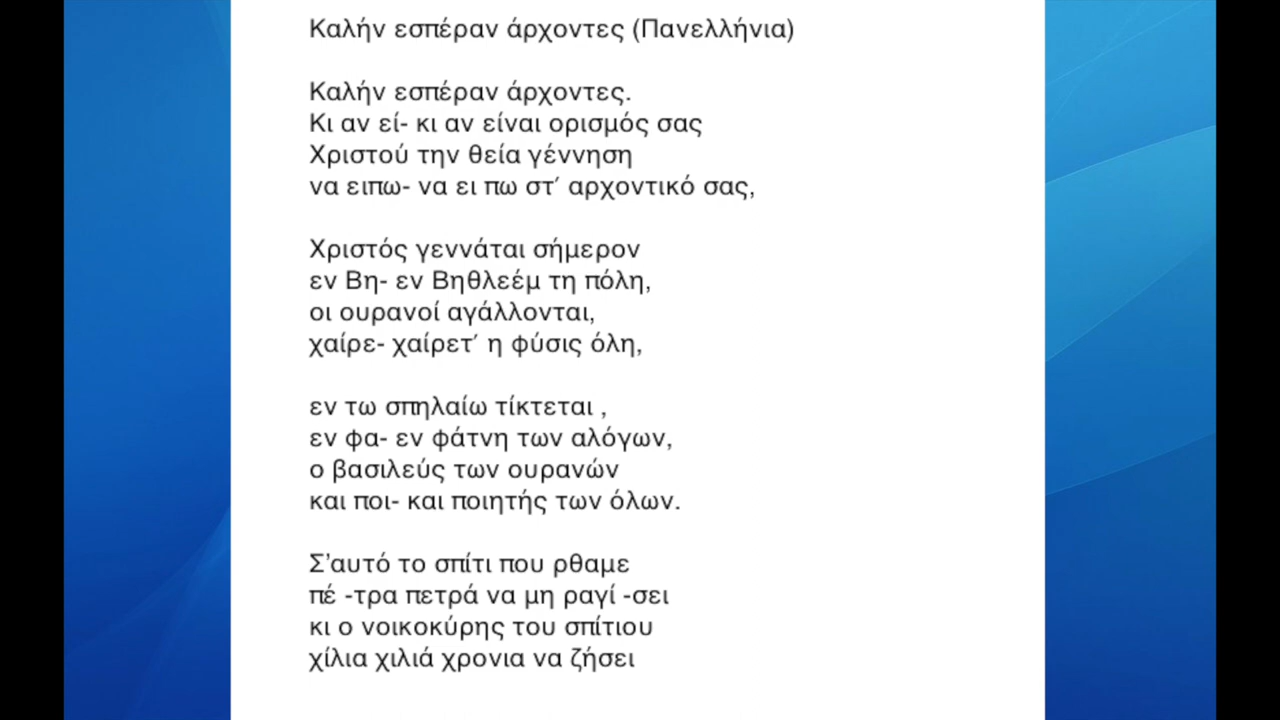 Καλήν εσπέραν άρχοντες (Πανελλήνια)
Καλήν εσπέραν άρχοντες.
Κι αν εί- κι αν είναι ορισμός σας
Χριστού την θεία γέννηση
να ειπω- να ει πω στ΄ αρχοντικό σας,
Χριστός γεννάται σήμερον
εν Βη- εν Βηθλεέμ τη πόλη,
οι ουρανοί αγάλλονται,
χαίρε- χαίρετ΄ η φύσις όλη,
εν τω σπηλαίω τίκτεται ,
εν φα- εν φάτνη των αλόγων,
ο βασιλεύς των ουρανών
και ποι- και ποιητής των όλων.
Σ’αυτό το σπίτι που ρθαμε
πέ -τρα πετρά να μη ραγί -σει
κι ο νοικοκύρης του σπίτιου
χίλια χιλιά χρονια να ζήσει